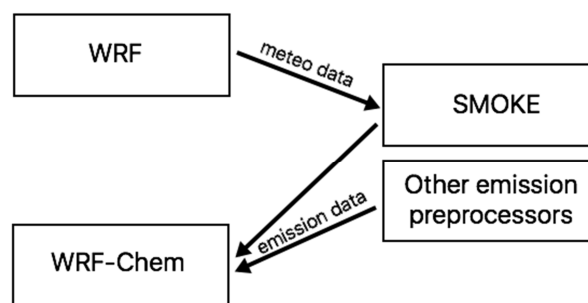 WRF
meteo data
SMOKE
Other emission
preprocessors
emission data
WRF-Chem